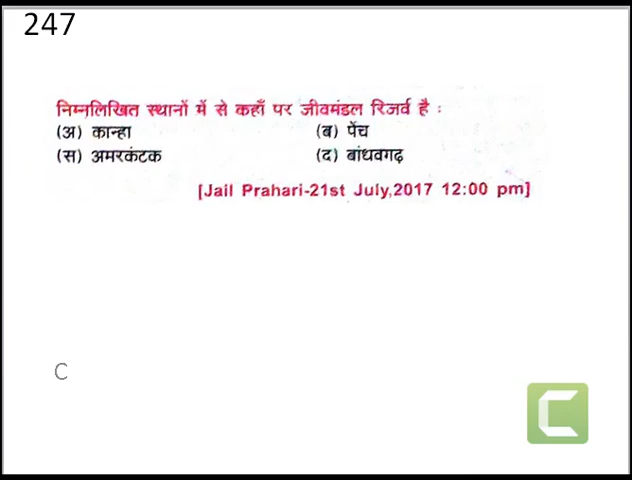 247
निम्नलिखित स्थानों में से कहाँ पर जीवमंडल रिजर्व है :
(अ) कान्हा (ब) पेंच
(स) अमरकंटक (द) बांधवगढ़
[Jail Prahari-21st July,2017 12:00 pm]
C
C